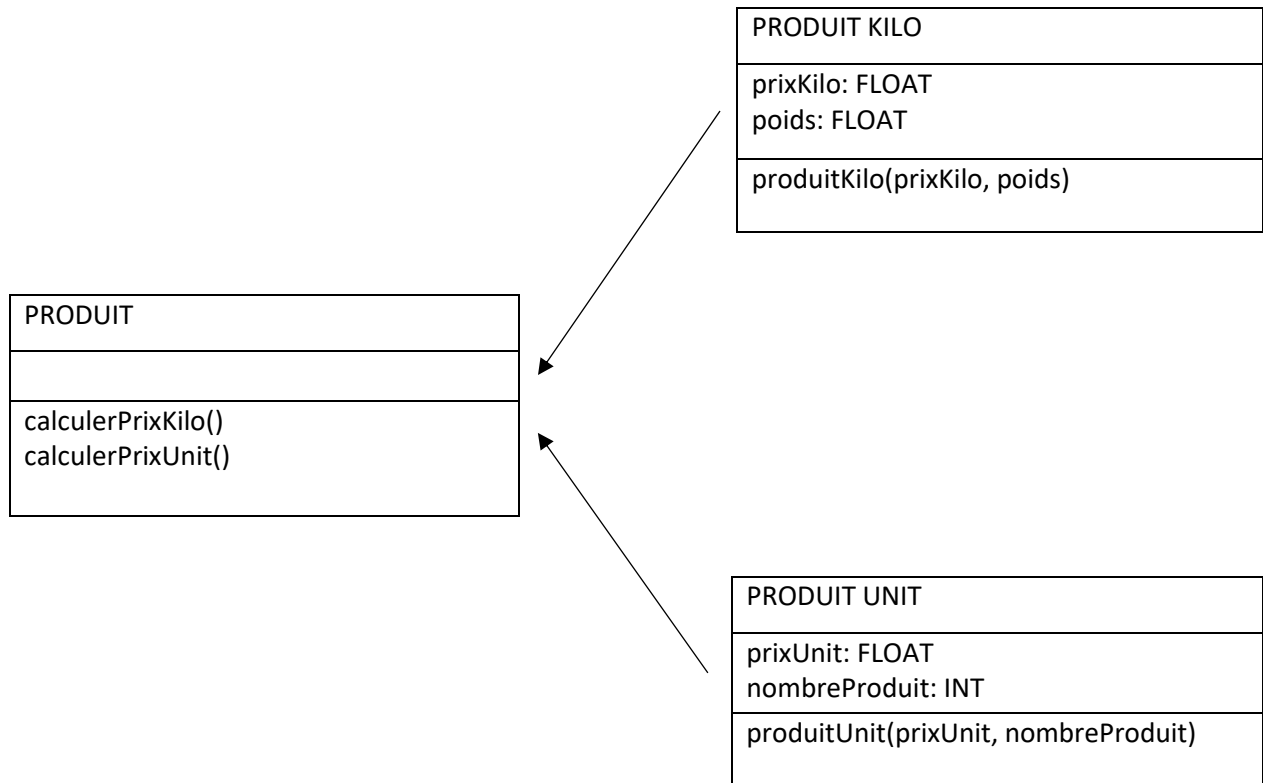 PRODUIT KILO
prixKilo: FLOAT
poids: FLOAT
produitKilo(prixKilo, poids)
PRODUIT
calculerPrixKilo()
calculerPrixUnit()
PRODUIT UNIT
prixUnit: FLOAT
nombreProduit: INT
produitUnit(prixUnit, nombreProduit)